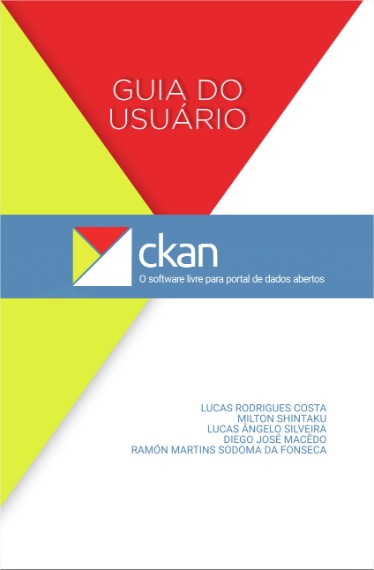 GUIA DO
USUÁRIO
ckan
O software livre para portal de dados abertos
LUCAS RODRIGUES COSTA
MILTON SHINTAKU
LUCAS ÂNGELO SILVEIRA
DIEGO JOSÉ MACÊDO
RAMÓN MARTINS SODOMA DA FONSECA